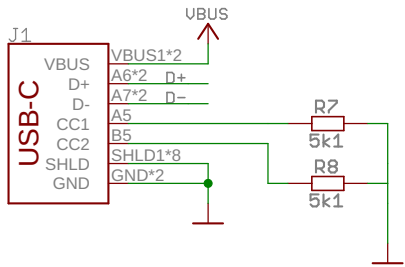 VBUS
J1
USB-C
VBUS VBUS1*2
D+ A6*2 D+
D- A7*2 D-
CC1 A5
CC2 B5
SHLD SHLD1*8
GND GND*2
R7
5k1
R8
5k1